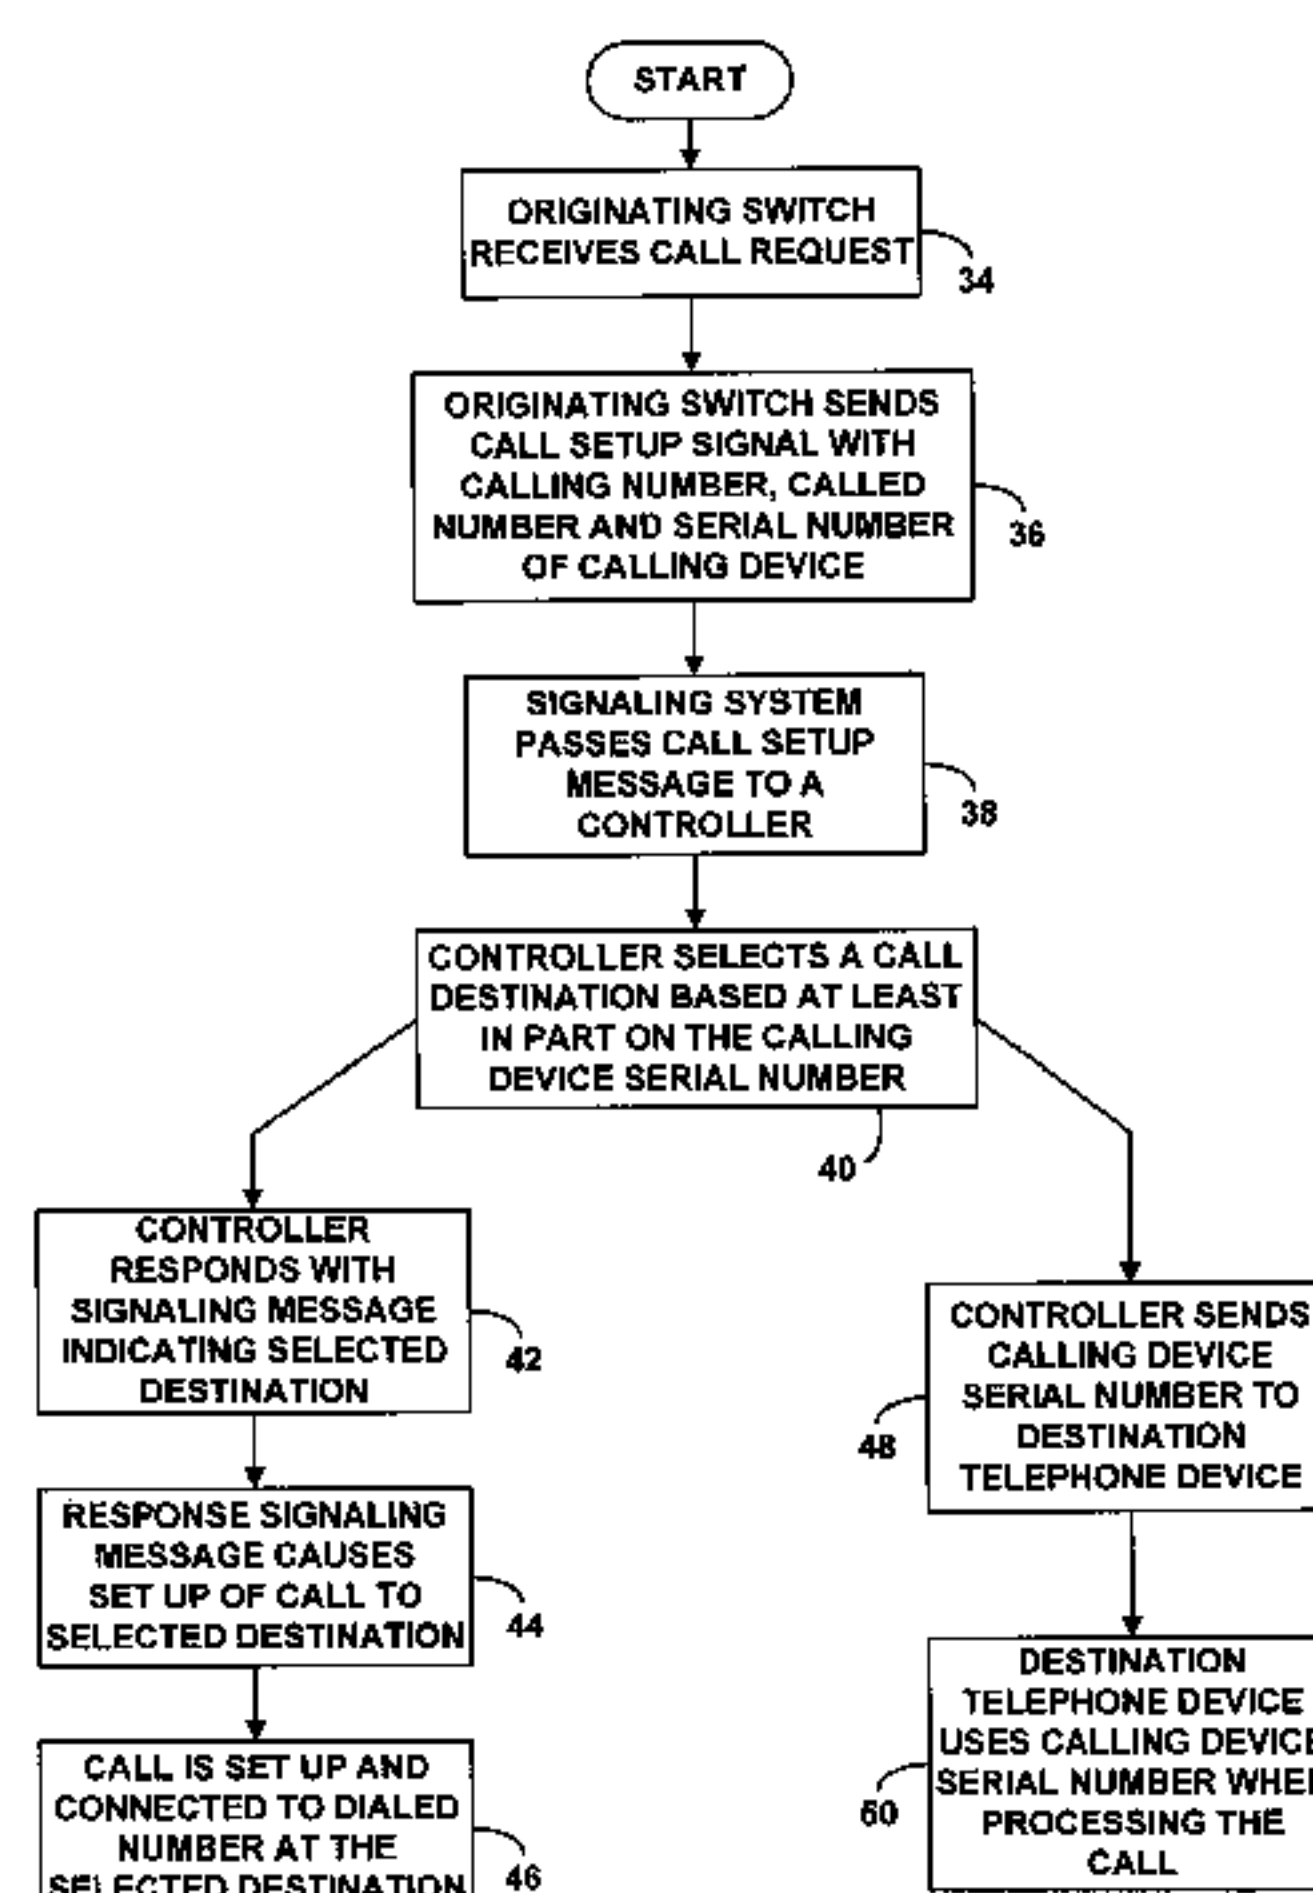 START
ORIGINATING SWITCH
RECEIVES CALL REQUEST
34
ORIGINATING SWITCH SENDS
CALL SETUP SIGNAL WITH
CALLING NUMBER, CALLED
NUMBER AND SERIAL NUMBER
OF CALLING DEVICE
36
SIGNALING SYSTEM
PASSES CALL SETUP
MESSAGE TO A
CONTROLLER
38
CONTROLLER SELECTS A CALL
DESTINATION BASED AT LEAST
IN PART ON THE CALLING
DEVICE SERIAL NUMBER
40
CONTROLLER
RESPONDS WITH
SIGNALING MESSAGE
INDICATING SELECTED
DESTINATION
42
RESPONSE SIGNALING
MESSAGE CAUSES
SET UP OF CALL TO
SELECTED DESTINATION
44
CALL IS SET UP AND
CONNECTED TO DIALED
NUMBER AT THE
SELECTED DESTINATION
46
CONTROLLER SENDS
CALLING DEVICE
SERIAL NUMBER TO
DESTINATION
TELEPHONE DEVICE
48
DESTINATION
TELEPHONE DEVICE
USES CALLING DEVICE
SERIAL NUMBER WHEN
PROCESSING THE
CALL
50